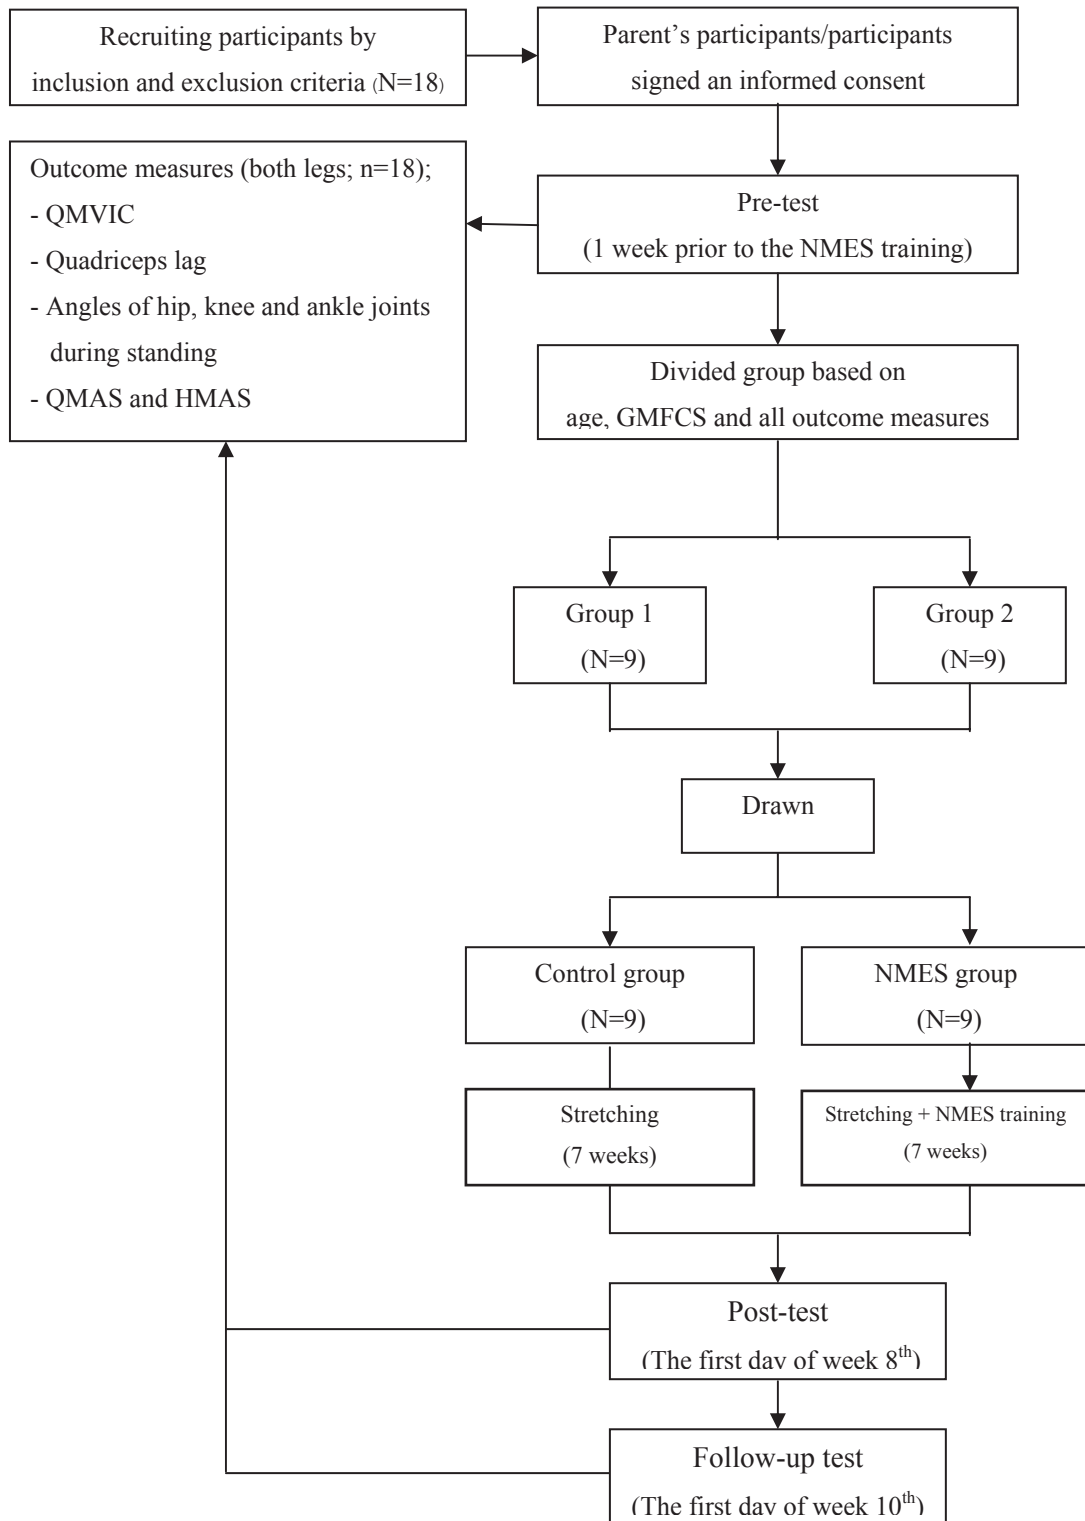 Recruiting participants by
inclusion and exclusion criteria (N=18)
Parent’s participants/participants
signed an informed consent
Outcome measures (both legs; n=18);
- QMVIC
- Quadriceps lag
- Angles of hip, knee and ankle joints
during standing
- QMAS and HMAS
Pre-test
(1 week prior to the NMES training)
Divided group based on
age, GMFCS and all outcome measures
Group 1
(N=9)
Group 2
(N=9)
Drawn
Control group
(N=9)
NMES group
(N=9)
Stretching
(7 weeks)
Stretching + NMES training
(7 weeks)
Post-test
(The first day of week 8th)
Follow-up test
(The first day of week 10th)